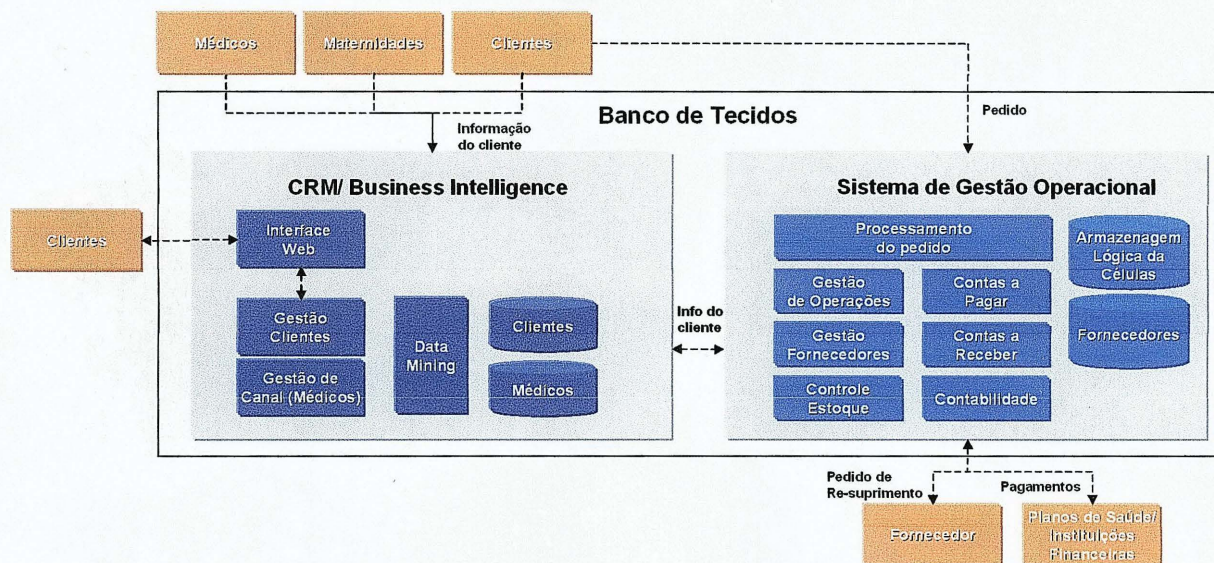 Médicos
Maternidades
Clientes
Banco de Tecidos
Informação
do cliente
Pedido
CRM/ Business Intelligence
Sistema de Gestão Operacional
Clientes
Interface
Web
Gestão
Clientes
Gestão de
Canal (Médicos)
Data
Mining
Clientes
Médicos
Info do
cliente
Processamento
do pedido
Gestão
de Operações
Contas a
Pagar
Gestão
Fornecedores
Contas a
Receber
Controle
Estoque
Contabilidade
Armazenagem
Lógica da
Células
Fornecedores
Pedido de
Re-suprimento
Pagamentos
Fornecedor
Planos de Saúde/
Instituições
Financeiras